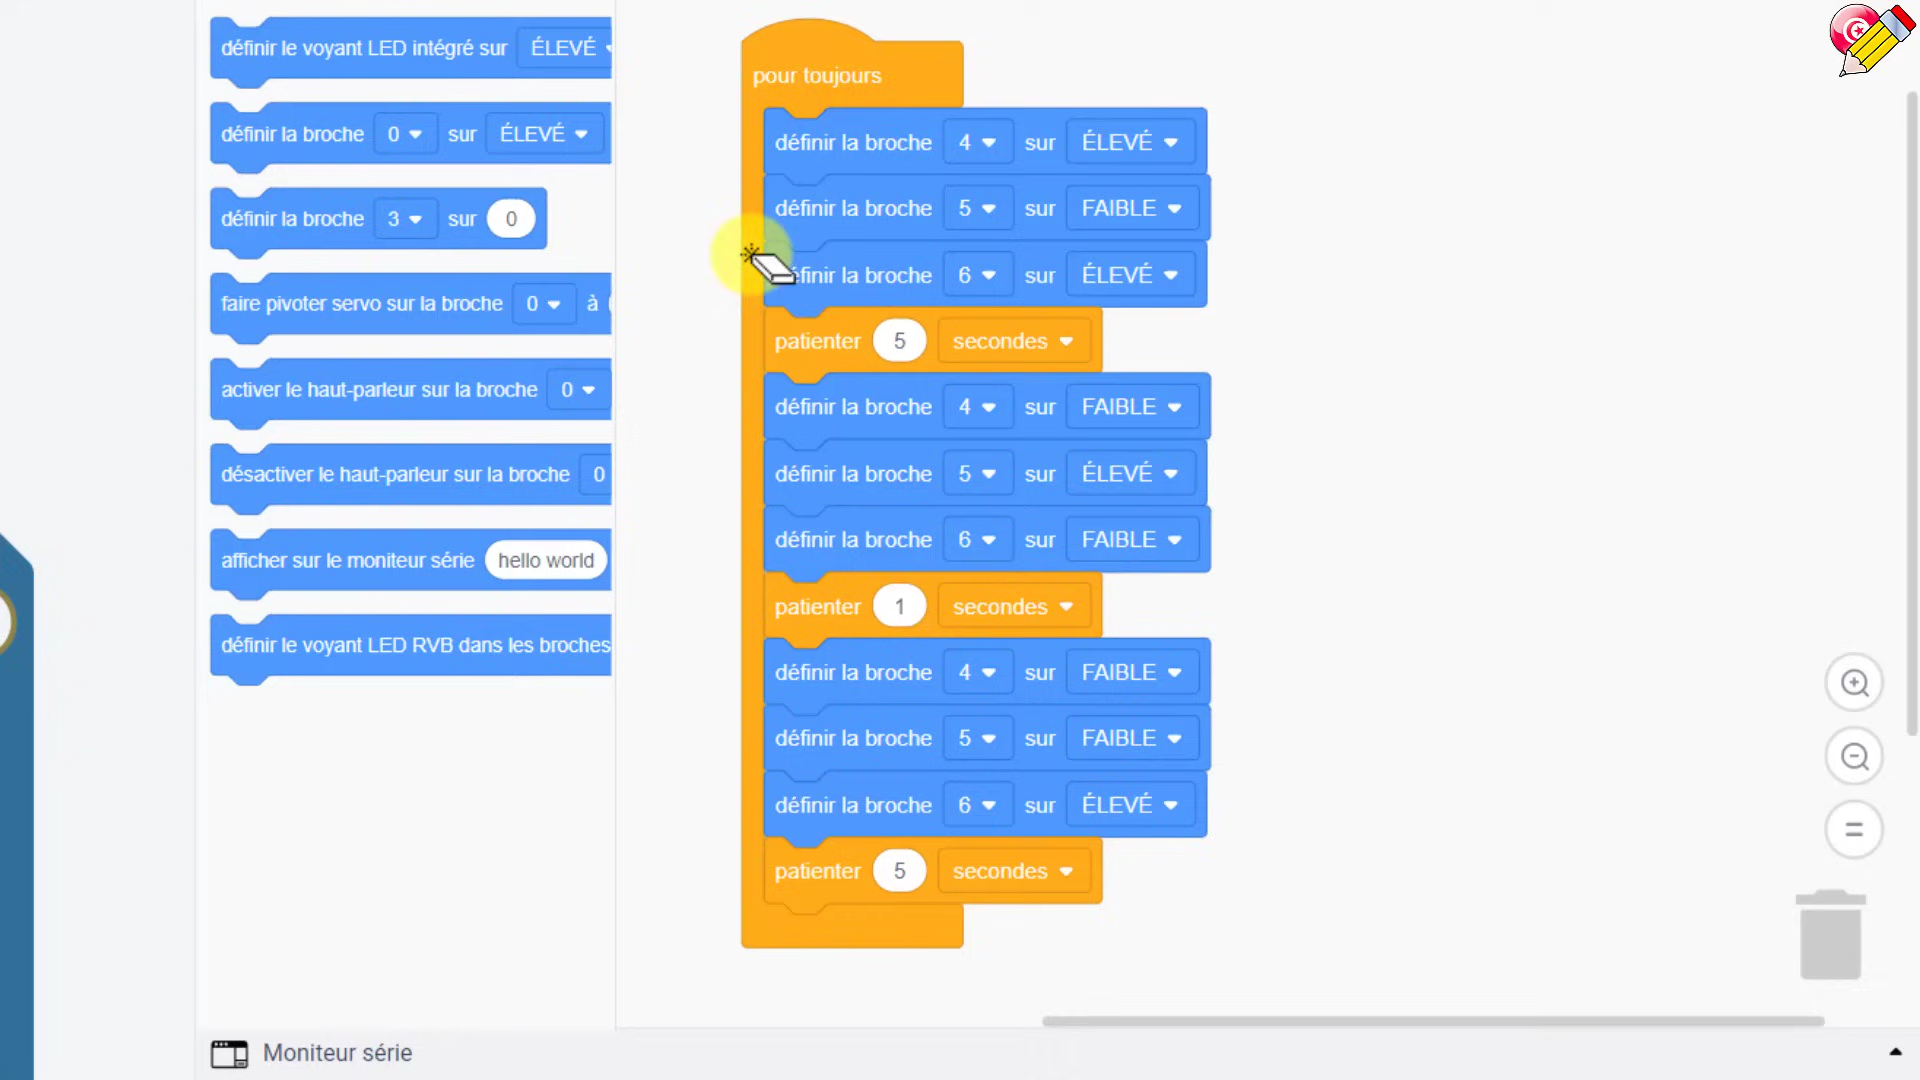 définir le voyant LED intégré sur ÉLEVÉ
définir la broche 0 sur ÉLEVÉ
définir la broche 3 sur 0
faire pivoter servo sur la broche 0 à
activer le haut-parleur sur la broche 0
désactiver le haut-parleur sur la broche 0
afficher sur le moniteur série hello world
définir le voyant LED RVB dans les broches
pour toujours
définir la broche 4 sur ÉLEVÉ
définir la broche 5 sur FAIBLE
éfinir la broche 6 sur ÉLEVÉ
patienter 5 secondes
définir la broche 4 sur FAIBLE
définir la broche 5 sur ÉLEVÉ
définir la broche 6 sur FAIBLE
patienter 1 secondes
définir la broche 4 sur FAIBLE
définir la broche 5 sur FAIBLE
définir la broche 6 sur ÉLEVÉ
patienter 5 secondes
Moniteur série